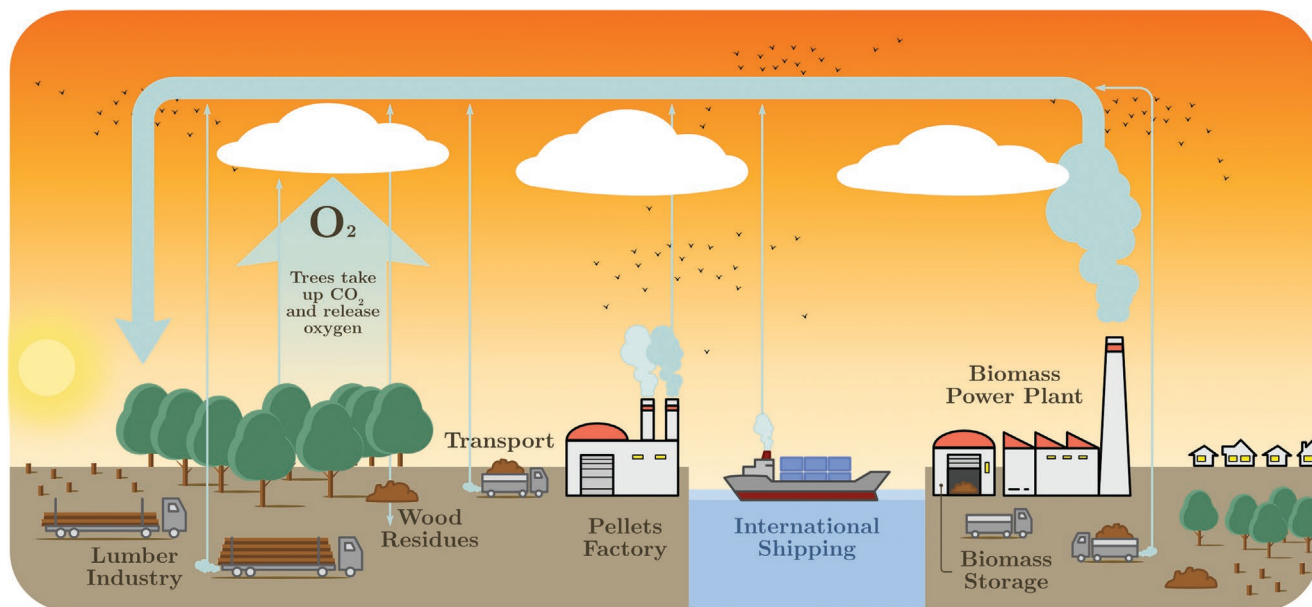 O₂
Trees take
up CO₂
and release
oxygen
Lumber
Industry
Wood
Residues
Transport
Pellets
Factory
International
Shipping
Biomass
Power Plant
Biomass
Storage